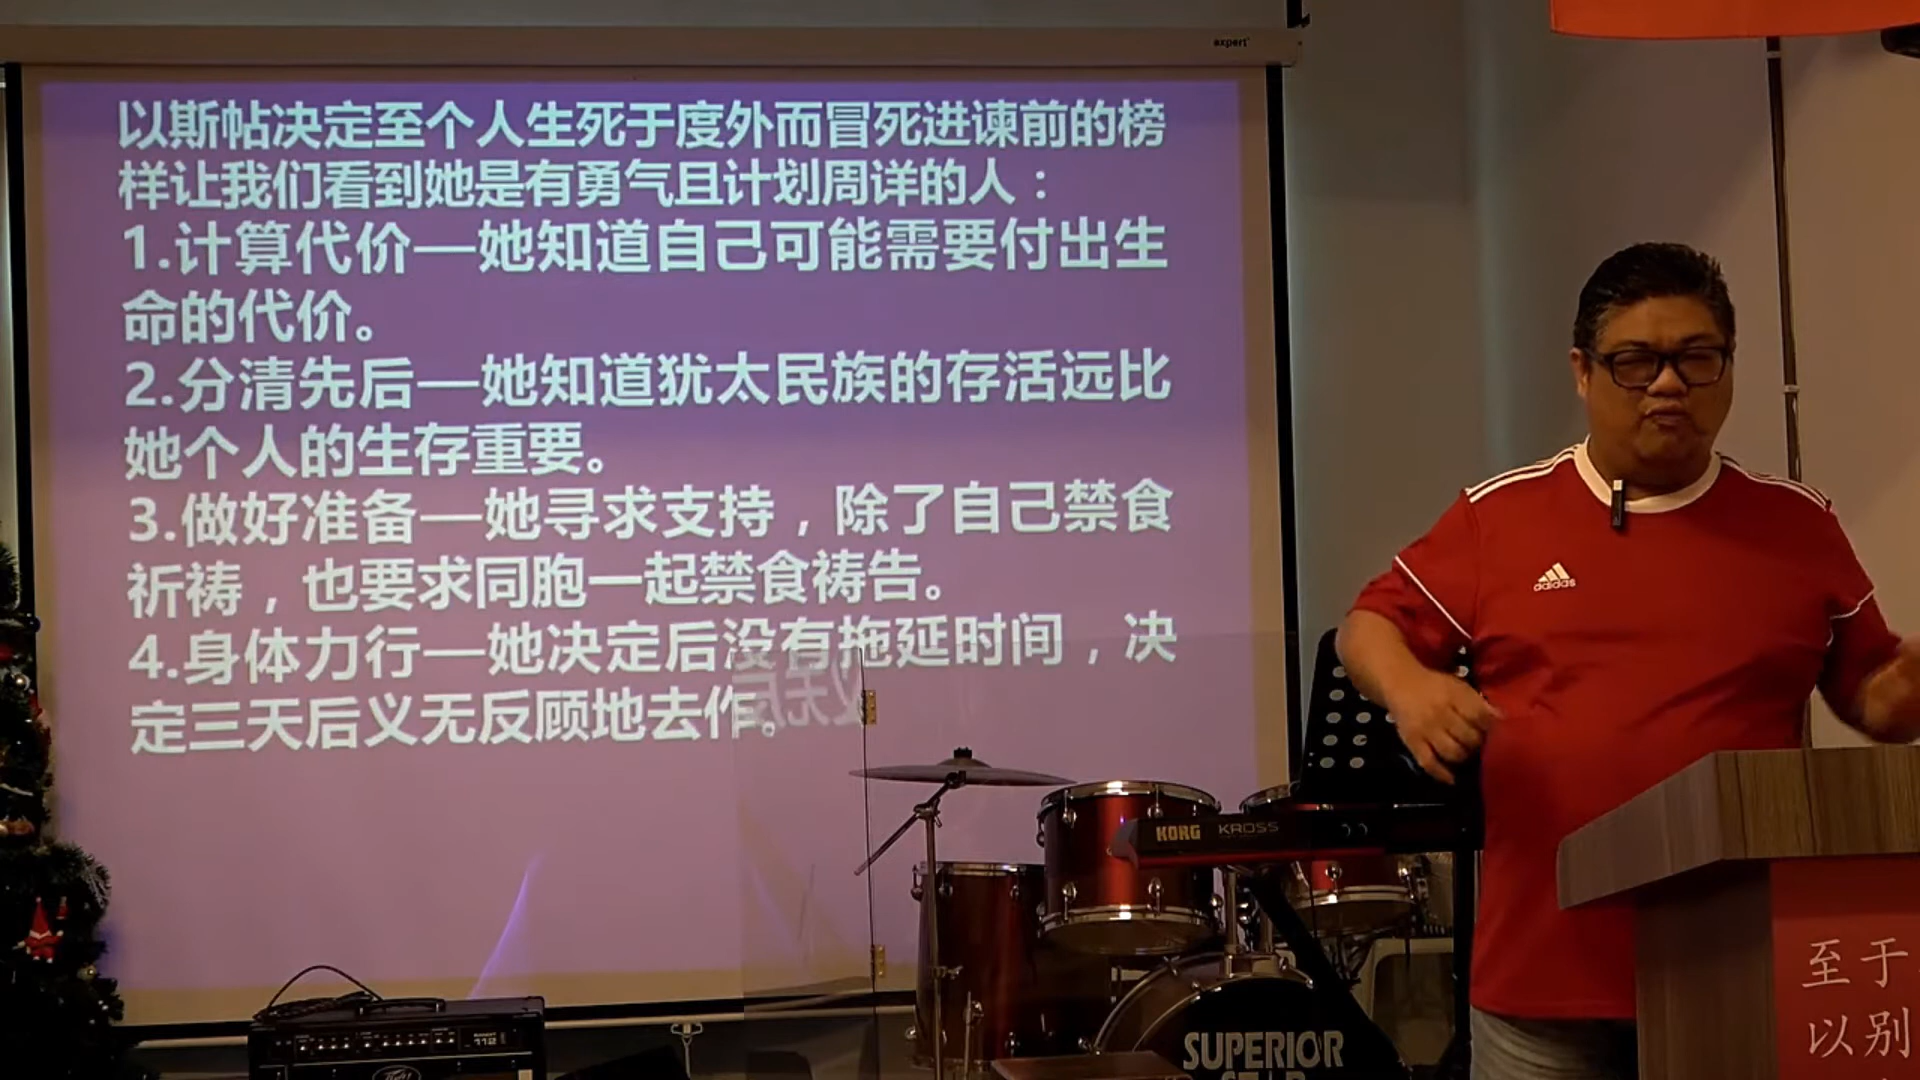 expert
以斯帖决定至个人生死于度外而冒死进谏前的榜
样让我们看到她是有勇气且计划周详的人：
1.计算代价—她知道自己可能需要付出生
命的代价。
2.分清先后—她知道犹太民族的存活远比
她个人的生存重要。
3.做好准备—她寻求支持，除了自己禁食
祈祷，也要求同胞一起禁食祷告。
4.身体力行—她决定后没有拖延时间，决
定三天后义无反顾地去作。
adidas
KORG KROSS
SUPERIOR
STAR
112
Peavey
至于
以别